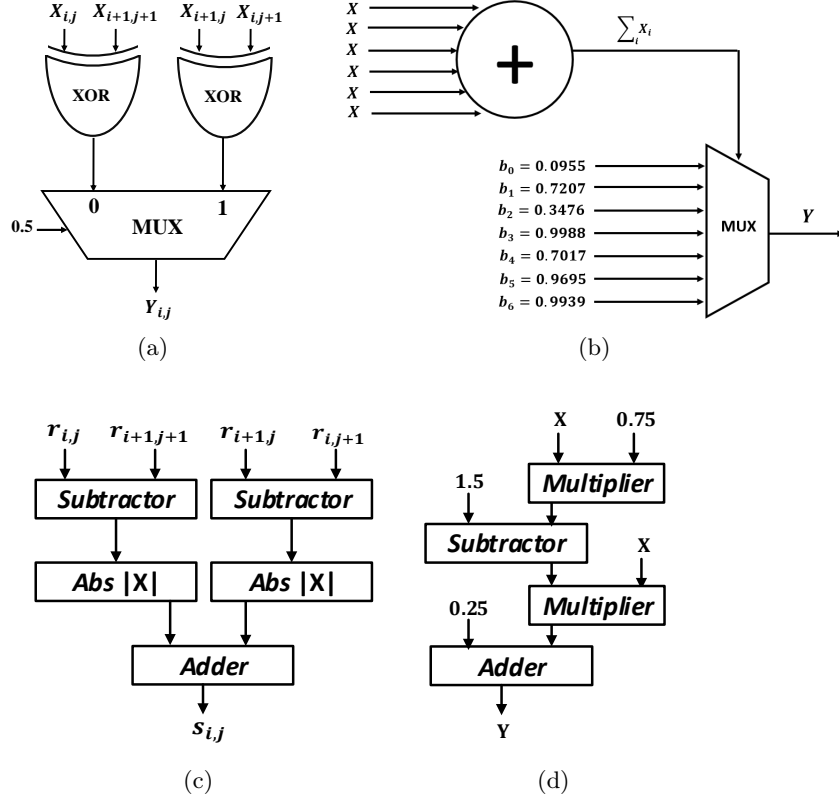 X_{i,j} X_{i+1,j+1} X_{i+1,j} X_{i,j+1}
XOR XOR
0 1
0.5 MUX
Y_{i,j}
(a)
X
X
X
X
X
X
+
∑_i X_i
b_0 = 0.0955
b_1 = 0.7207
b_2 = 0.3476
b_3 = 0.9988
b_4 = 0.7017
b_5 = 0.9695
b_6 = 0.9939
MUX
Y
(b)
r_{i,j} r_{i+1,j+1} r_{i+1,j} r_{i,j+1}
Subtractor Subtractor
Abs |X| Abs |X|
Adder
s_{i,j}
(c)
X 0.75
Multiplier
1.5
Subtractor
X
Multiplier
0.25
Adder
Y
(d)